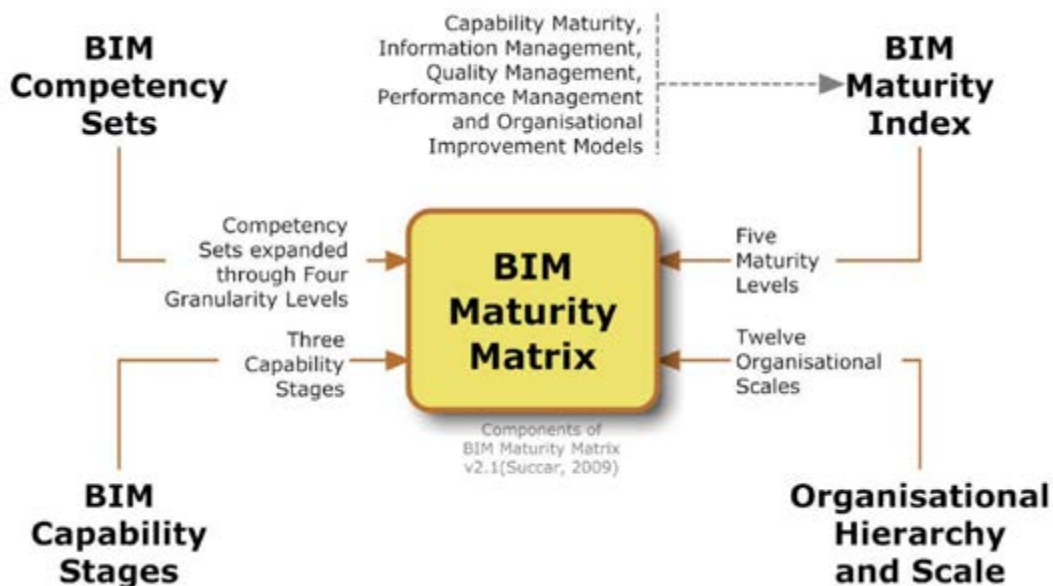 BIM
Competency
Sets
Capability Maturity,
Information Management,
Quality Management,
Performance Management
and Organisational
Improvement Models
BIM
Maturity
Index
Competency
Sets expanded
through Four
Granularity Levels
BIM
Maturity
Matrix
Five
Maturity
Levels
Three
Capability
Stages
Twelve
Organisational
Scales
Components of
BIM Maturity Matrix
v2.1(Succar, 2009)
BIM
Capability
Stages
Organisational
Hierarchy
and Scale